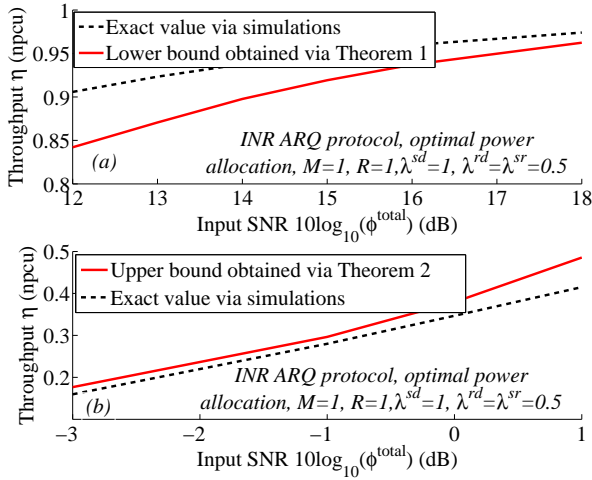 Throughput η (npcu)
1
0.95
0.9
0.85
0.8
Exact value via simulations
Lower bound obtained via Theorem 1
INR ARQ protocol, optimal power
(a) allocation, M=1, R=1,λ^sd=1, λ^rd=λ^sr=0.5
12 13 14 15 16 17 18
Input SNR 10log_10(ϕ^total) (dB)
Throughput η (npcu)
0.5
0.4
0.3
0.2
Upper bound obtained via Theorem 2
Exact value via simulations
INR ARQ protocol, optimal power
(b) allocation, M=1, R=1,λ^sd=1, λ^rd=λ^sr=0.5
−3 −2 −1 0 1
Input SNR 10log_10(ϕ^total) (dB)